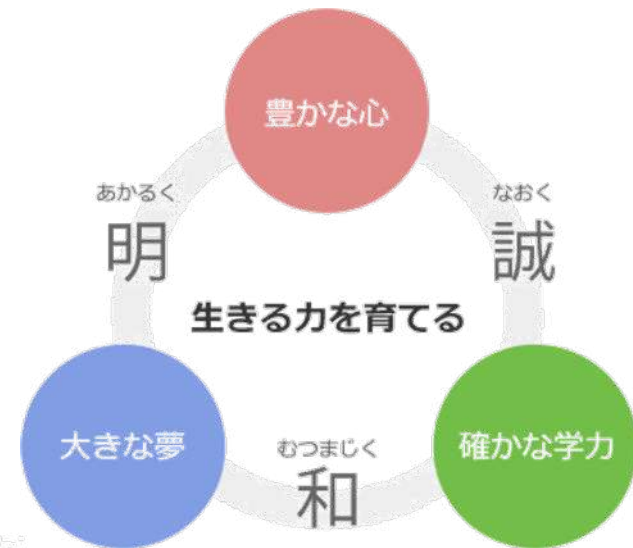 豊かな心
あかるく
明
なおく
誠
生きる力を育てる
大きな夢
むつまじく
和
確かな学力